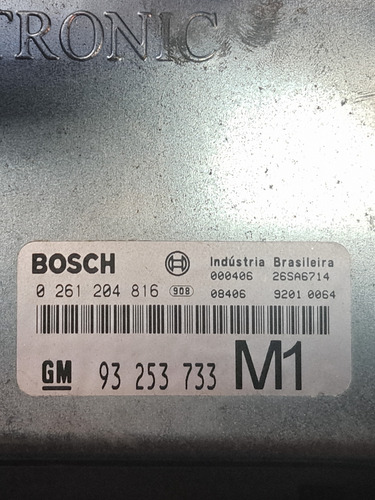 TRONIC
BOSCH Indústria Brasileira
000406 26SA6714
0 261 204 816 908 08406 9201 0064
GM 93 253 733 M1